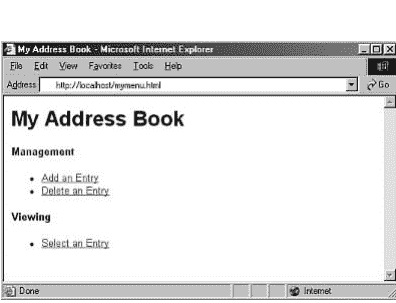 My Address Book - Microsoft Internet Explorer
File Edit View Favorites Tools Help
Address http://localhost/mymenu.html Go
My Address Book
Management
• Add an Entry
• Delete an Entry
Viewing
• Select an Entry
Done Internet